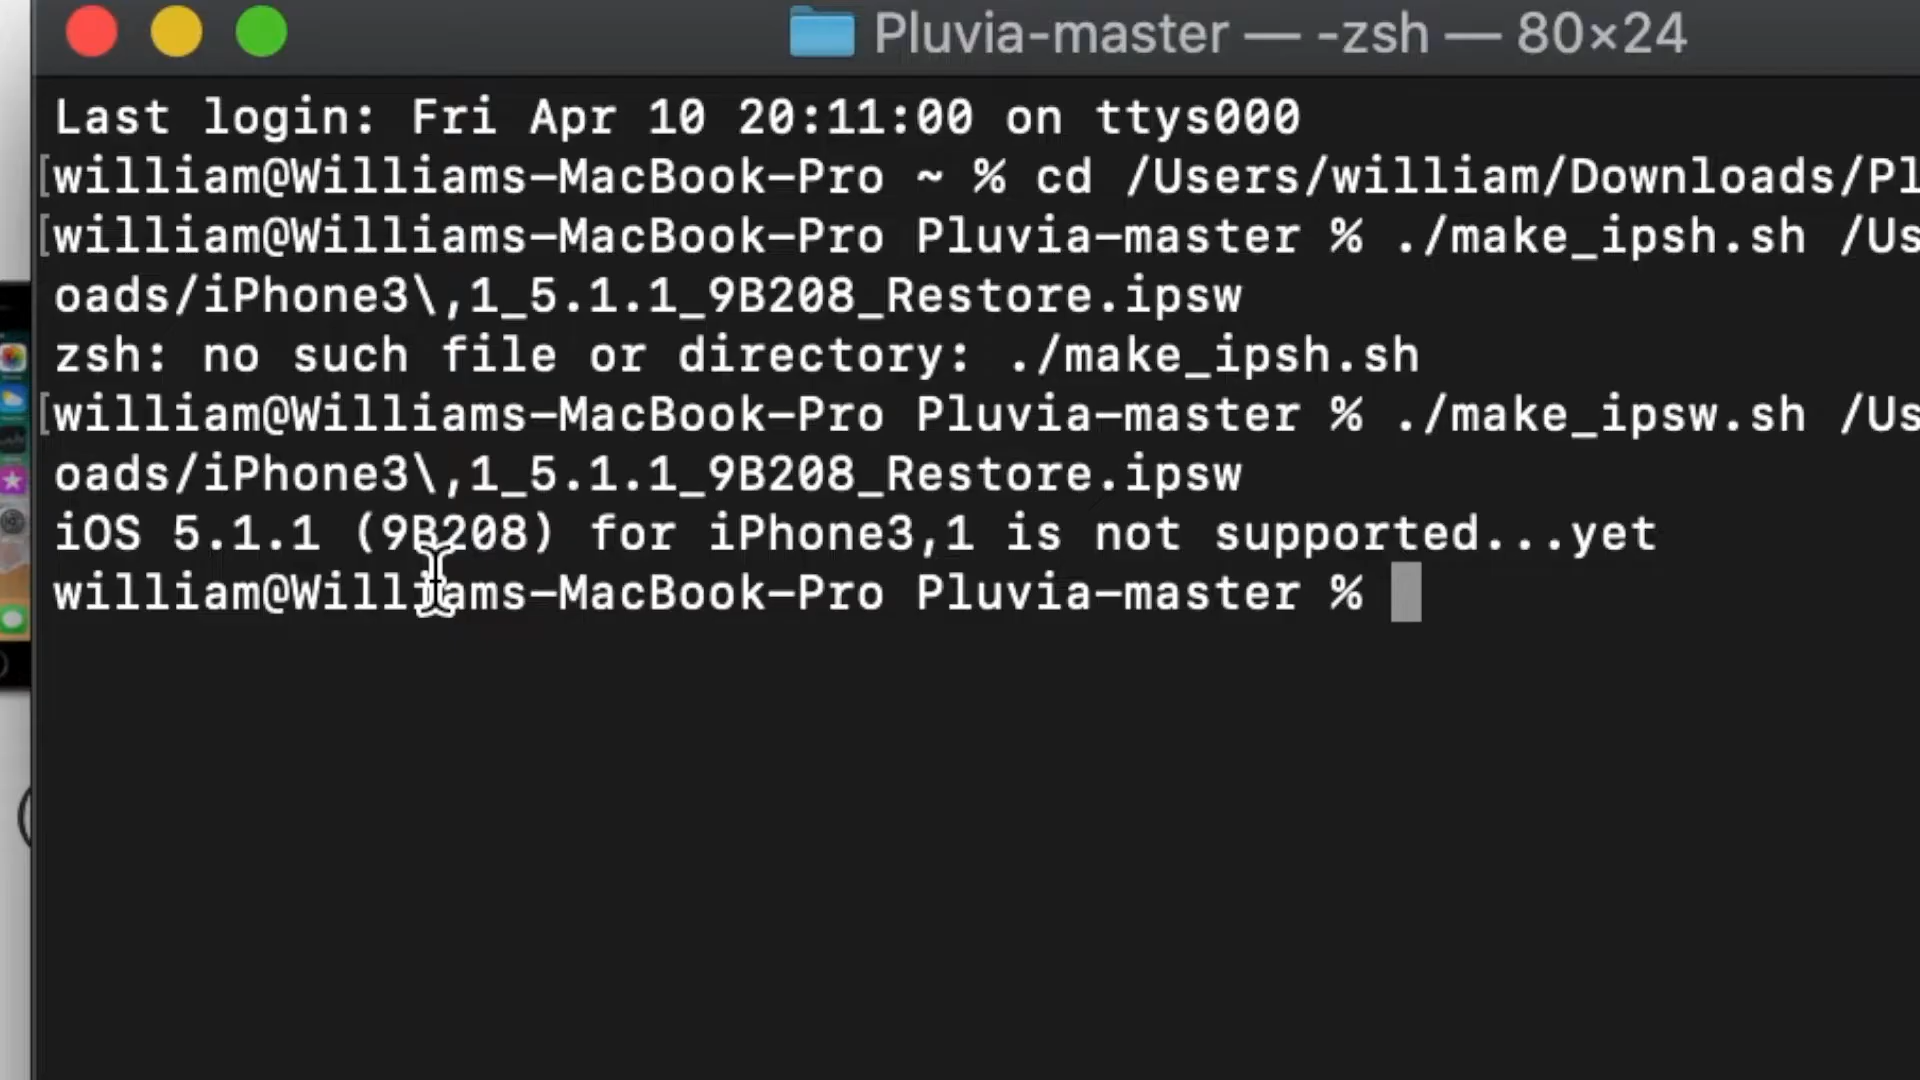 Pluvia-master — -zsh — 80×24
Last login: Fri Apr 10 20:11:00 on ttys000
[william@Williams-MacBook-Pro ~ % cd /Users/william/Downloads/Pl
[william@Williams-MacBook-Pro Pluvia-master % ./make_ipsh.sh /Us
oads/iPhone3\,1_5.1.1_9B208_Restore.ipsw
zsh: no such file or directory: ./make_ipsh.sh
[william@Williams-MacBook-Pro Pluvia-master % ./make_ipsw.sh /Us
oads/iPhone3\,1_5.1.1_9B208_Restore.ipsw
iOS 5.1.1 (9B208) for iPhone3,1 is not supported...yet
william@Williams-MacBook-Pro Pluvia-master %